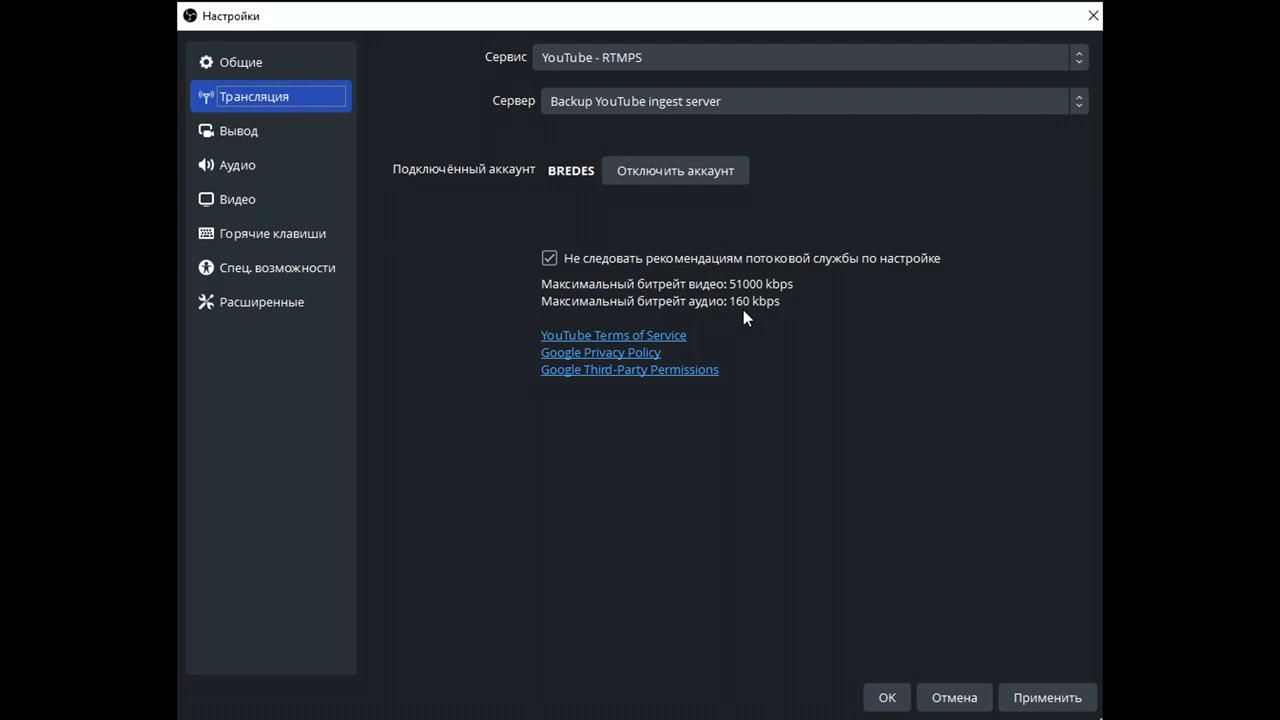 Настройки
Общие
Трансляция
Вывод
Аудио
Видео
Горячие клавиши
Спец. возможности
Расширенные
Сервис YouTube - RTMPS
Сервер Backup YouTube ingest server
Подключённый аккаунт BREDES Отключить аккаунт
Не следовать рекомендациям потоковой службы по настройке
Максимальный битрейт видео: 51000 kbps
Максимальный битрейт аудио: 160 kbps
YouTube Terms of Service
Google Privacy Policy
Google Third-Party Permissions
OK Отмена Применить